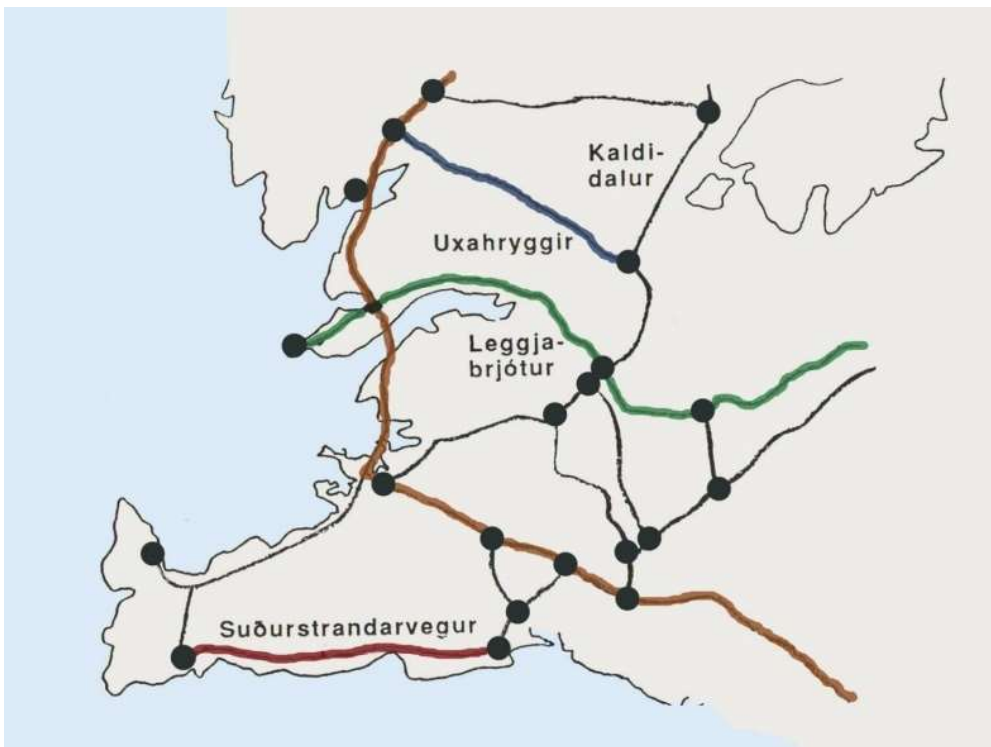 Kaldi-
dalur
Uxahryggir
Leggja-
brjótur
Suðurstrandarvegur